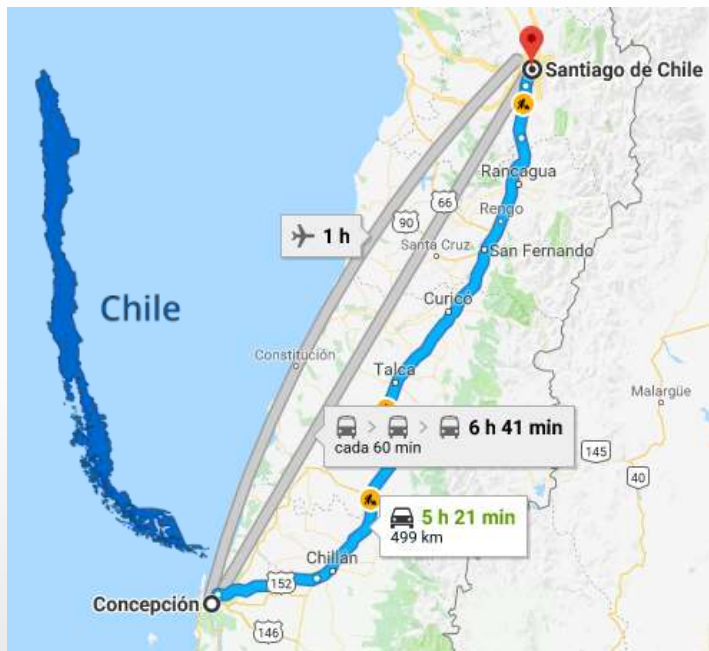 Santiago de Chile
Rancagua
66
Rengo
90
1 h
Santa Cruz
San Fernando
Chile
Curicó
Constitución
Talca
Malargüe
6 h 41 min
cada 60 min
145
40
5 h 21 min
499 km
Chillán
152
Concepción
146